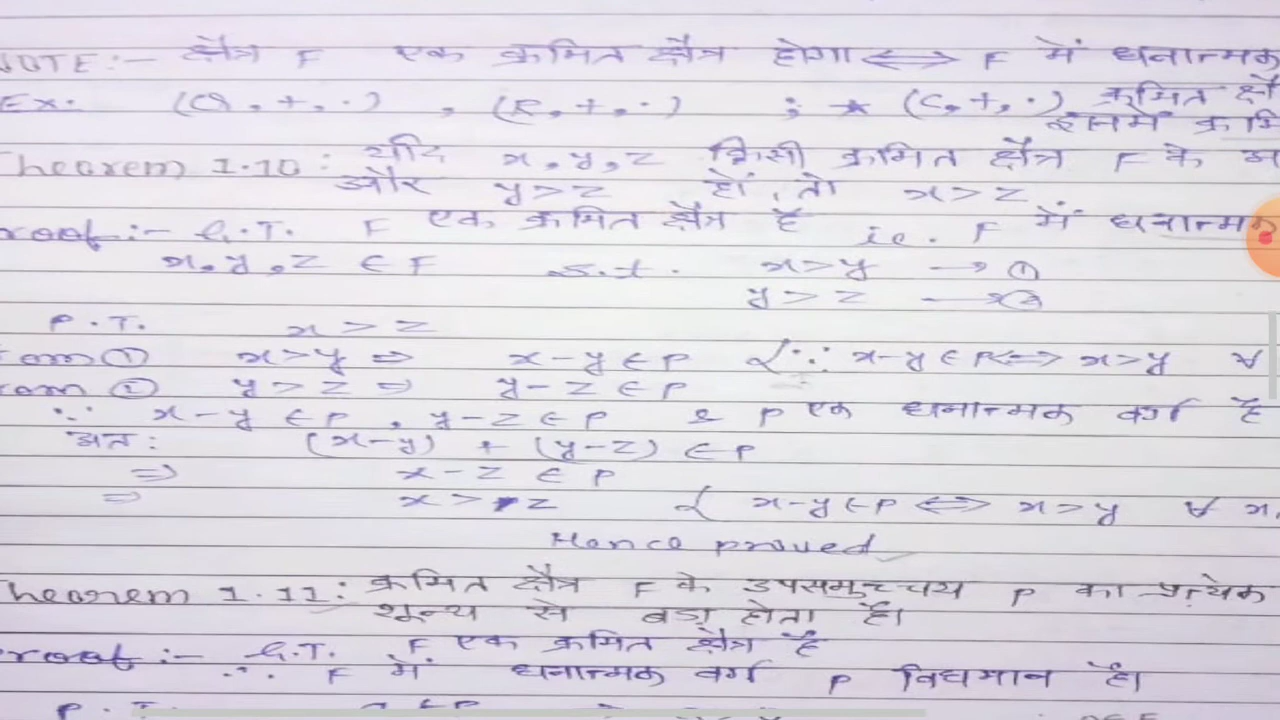 NOTE:- क्षेत्र F एक क्रमित क्षेत्र होगा ⟺ F में धनात्मक
Ex. (Q, +, ·) , (R, +, ·) ; * (C, +, ·) क्रमित क्षे
इसमें क्रमि
Theorem 1.10: यदि x, y, z किसी क्रमित क्षेत्र F के
और y > z हों, तो x > z
Proof :- G.T. F एक क्रमित क्षेत्र है i.e. F में धनात्मक
x, y, z ∈ F s.t. x > y → ①
y > z → ②
P.T. x > z
from ① x > y ⇒ x - y ∈ P { ∵ x - y ∈ P ⟺ x > y ∀
from ② y > z ⇒ y - z ∈ P
∵ x - y ∈ P, y - z ∈ P & P एक धनात्मक वर्ग है
अतः (x - y) + (y - z) ∈ P
⇒ x - z ∈ P
⇒ x > z { x - y ∈ P ⟺ x > y ∀ x,
Hence proved
Theorem 1.11: क्रमित क्षेत्र F के उपसमुच्चय P का प्रत्येक
शून्य से बड़ा होता है।
Proof :- G.T. F एक क्रमित क्षेत्र है
∴ F में धनात्मक वर्ग P विद्यमान है।
P.T.